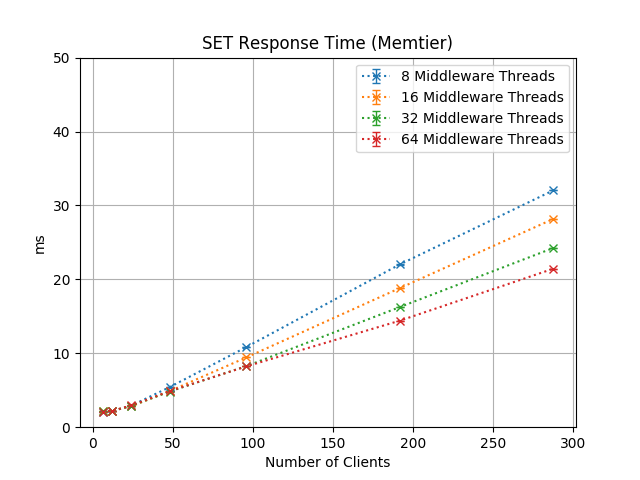 SET Response Time (Memtier)
50
40
30
20
10
0
ms
8 Middleware Threads
16 Middleware Threads
32 Middleware Threads
64 Middleware Threads
0 50 100 150 200 250 300
Number of Clients